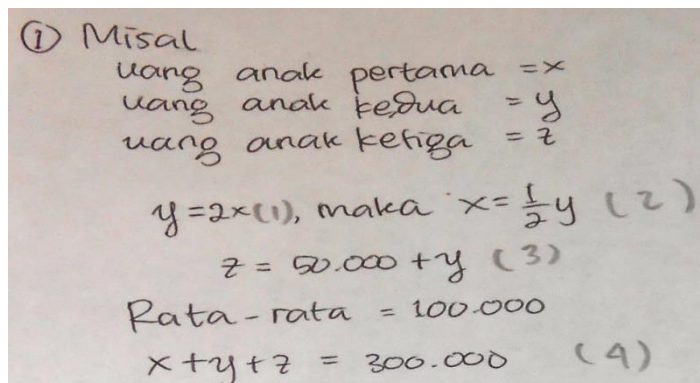 ① Misal
uang anak pertama = x
uang anak kedua = y
uang anak ketiga = z
y = 2x (1), maka x = 1/2 y (2)
z = 50.000 + y (3)
Rata-rata = 100.000
x + y + z = 300.000 (4)